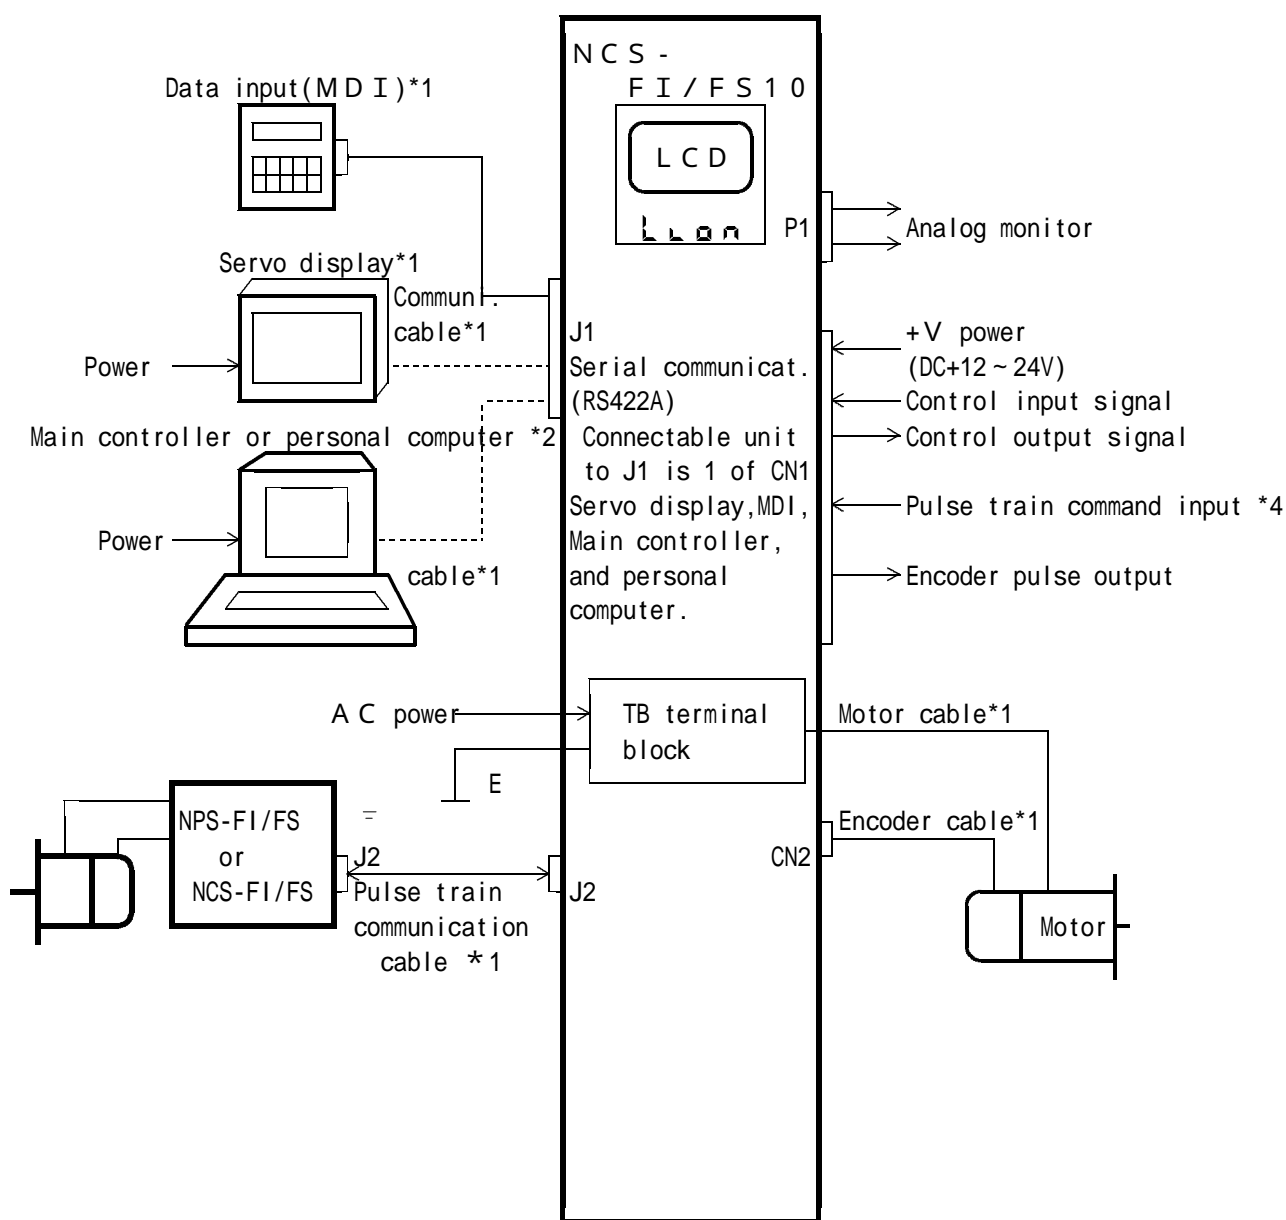 NCS-
FI/FS10
Data input(MDI)*1
LCD
P1
Analog monitor
Servo display*1
Communi.
cable*1
J1
+V power
Power
Serial communicat.
(DC+12~24V)
(RS422A)
Control input signal
Main controller or personal computer *2
Connectable unit
Control output signal
to J1 is 1 of CN1
Servo display,MDI,
Pulse train command input *4
Power
Main controller,
cable*1
and personal
Encoder pulse output
computer.
AC power
TB terminal
Motor cable*1
block
E
NPS-FI/FS
Encoder cable*1
or
J2
CN2
NCS-FI/FS
Pulse train
J2
communication
Motor
cable *1